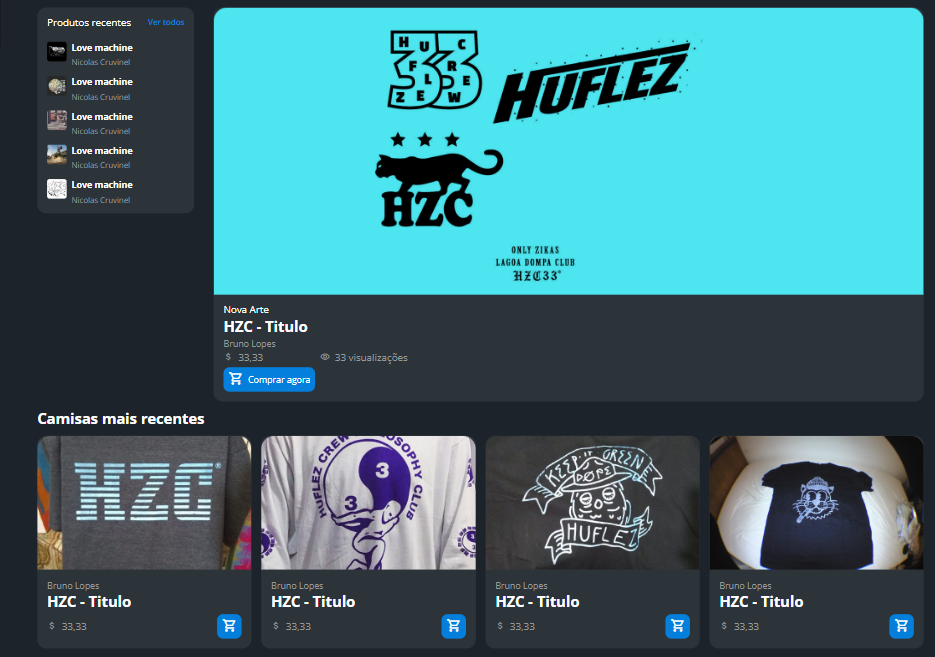 Produtos recentes Ver todos
Love machine
Nicolas Cruvinel
Love machine
Nicolas Cruvinel
Love machine
Nicolas Cruvinel
Love machine
Nicolas Cruvinel
Love machine
Nicolas Cruvinel
33
HUFLEZ CREW
HUFLEZ
HZC
ONLY ZIKAS
LAGOA DOMPA CLUB
HZC33°
Nova Arte
HZC - Titulo
Bruno Lopes
$ 33,33
33 visualizações
Comprar agora
Camisas mais recentes
HZC®
Bruno Lopes
HZC - Titulo
$ 33,33
HUFLEZ CREW PHILOSOPHY CLUB
3
3
Bruno Lopes
HZC - Titulo
$ 33,33
KEEP IT GREENE
DOPE
HUFLEZ
Bruno Lopes
HZC - Titulo
$ 33,33
Bruno Lopes
HZC - Titulo
$ 33,33